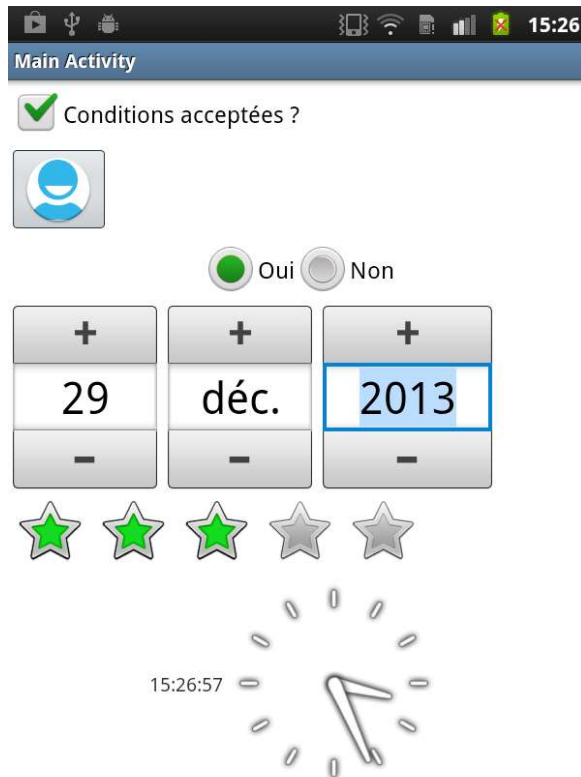 15:26
Main Activity
Conditions acceptées ?
Oui Non
+ + +
29 déc. 2013
− − −
15:26:57